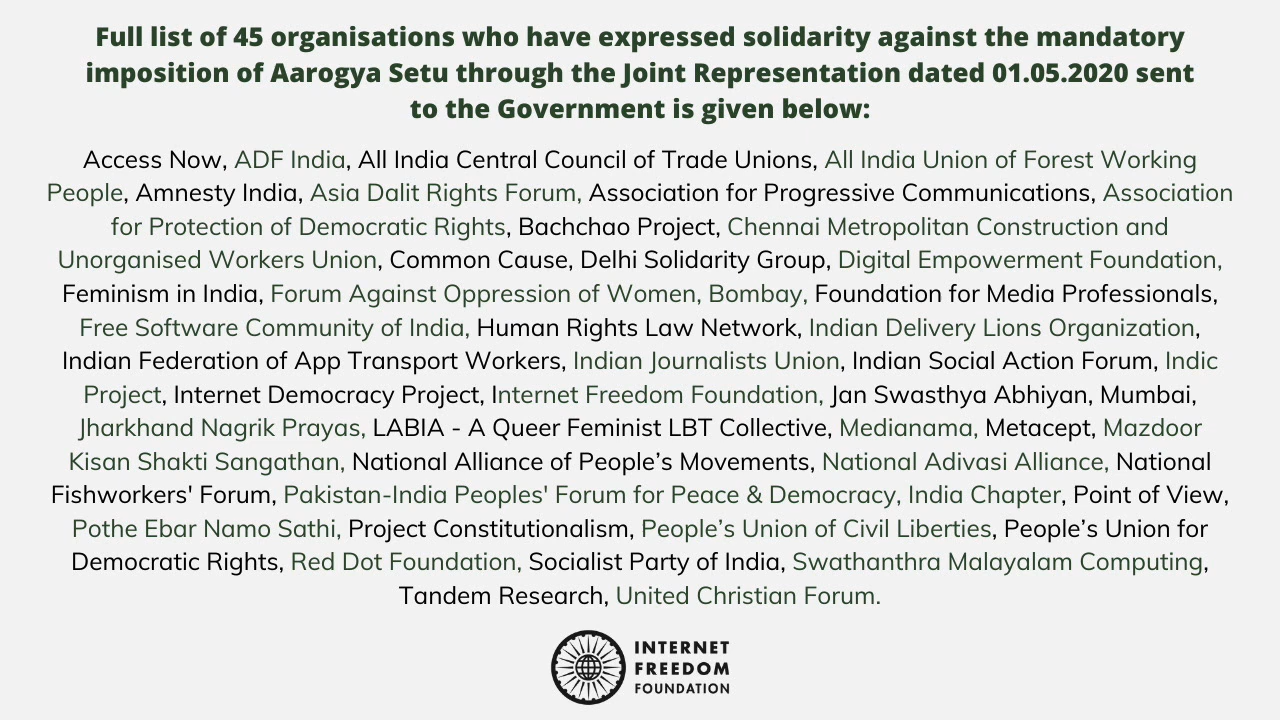 Full list of 45 organisations who have expressed solidarity against the mandatory
imposition of Aarogya Setu through the Joint Representation dated 01.05.2020 sent
to the Government is given below:
Access Now, ADF India, All India Central Council of Trade Unions, All India Union of Forest Working
People, Amnesty India, Asia Dalit Rights Forum, Association for Progressive Communications, Association
for Protection of Democratic Rights, Bachchao Project, Chennai Metropolitan Construction and
Unorganised Workers Union, Common Cause, Delhi Solidarity Group, Digital Empowerment Foundation,
Feminism in India, Forum Against Oppression of Women, Bombay, Foundation for Media Professionals,
Free Software Community of India, Human Rights Law Network, Indian Delivery Lions Organization,
Indian Federation of App Transport Workers, Indian Journalists Union, Indian Social Action Forum, Indic
Project, Internet Democracy Project, Internet Freedom Foundation, Jan Swasthya Abhiyan, Mumbai,
Jharkhand Nagrik Prayas, LABIA - A Queer Feminist LBT Collective, Medianama, Metacept, Mazdoor
Kisan Shakti Sangathan, National Alliance of People’s Movements, National Adivasi Alliance, National
Fishworkers' Forum, Pakistan-India Peoples' Forum for Peace & Democracy, India Chapter, Point of View,
Pothe Ebar Namo Sathi, Project Constitutionalism, People’s Union of Civil Liberties, People’s Union for
Democratic Rights, Red Dot Foundation, Socialist Party of India, Swathanthra Malayalam Computing,
Tandem Research, United Christian Forum.
INTERNET
FREEDOM
FOUNDATION